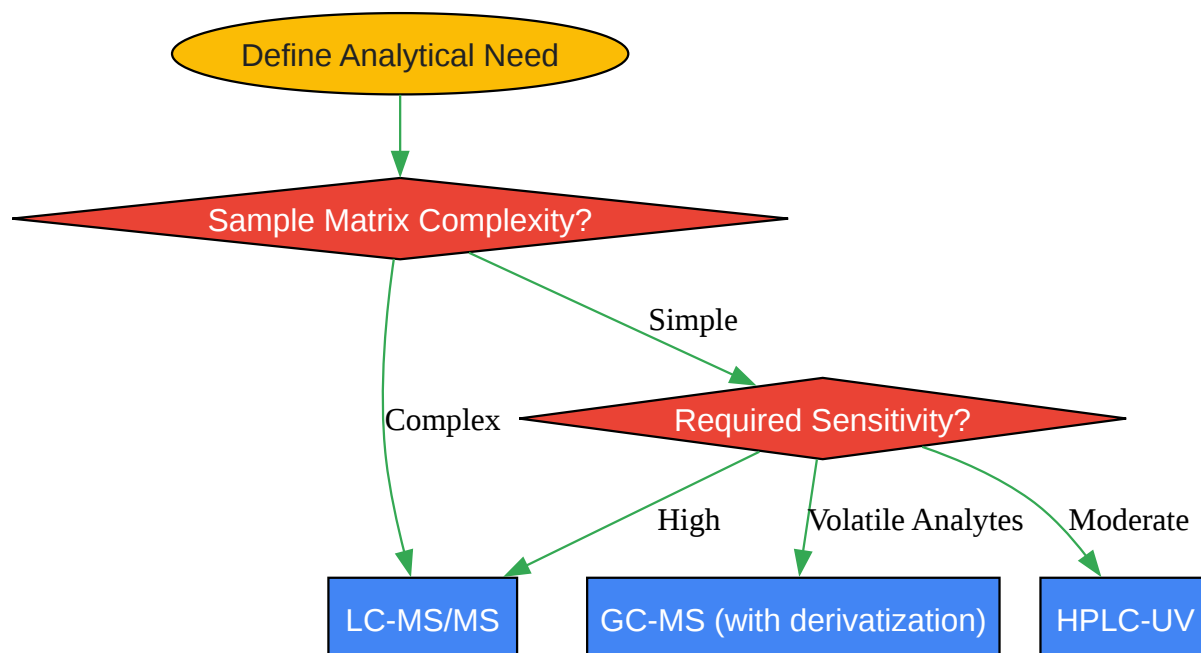 Define Analytical Need
Sample Matrix Complexity?
Simple
Complex
Required Sensitivity?
High
Volatile Analytes
Moderate
LC-MS/MS
GC-MS (with derivatization)
HPLC-UV